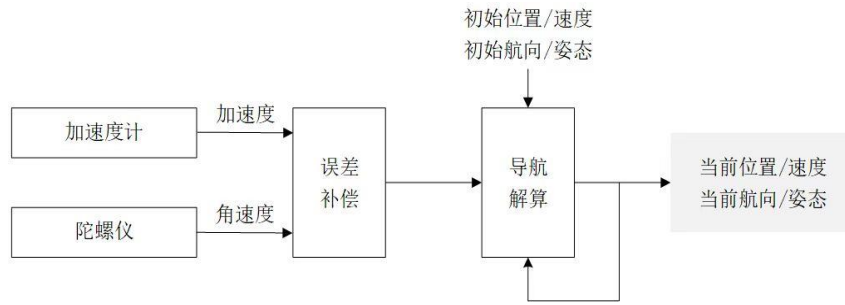 初始位置/速度
初始航向/姿态
加速度计
加速度
误差
补偿
导航
解算
当前位置/速度
当前航向/姿态
陀螺仪
角速度